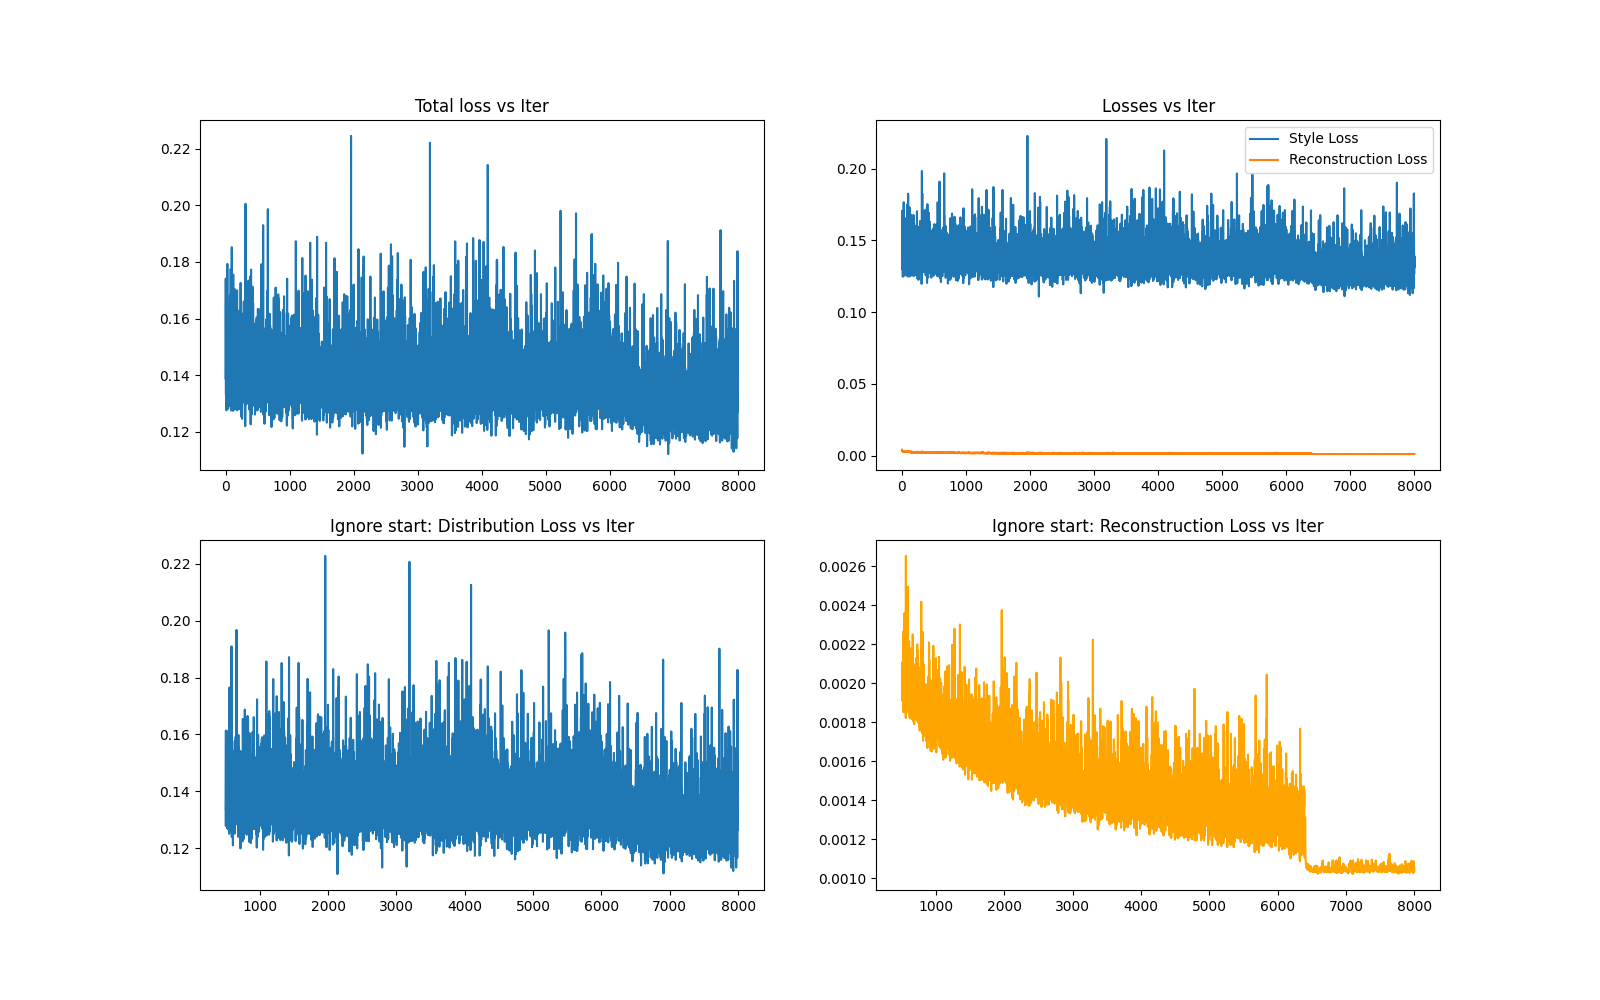 Total loss vs Iter
0.22
0.20
0.18
0.16
0.14
0.12
0 1000 2000 3000 4000 5000 6000 7000 8000
Losses vs Iter
Style Loss
Reconstruction Loss
0.20
0.15
0.10
0.05
0.00
0 1000 2000 3000 4000 5000 6000 7000 8000
Ignore start: Distribution Loss vs Iter
0.22
0.20
0.18
0.16
0.14
0.12
1000 2000 3000 4000 5000 6000 7000 8000
Ignore start: Reconstruction Loss vs Iter
0.0026
0.0024
0.0022
0.0020
0.0018
0.0016
0.0014
0.0012
0.0010
1000 2000 3000 4000 5000 6000 7000 8000